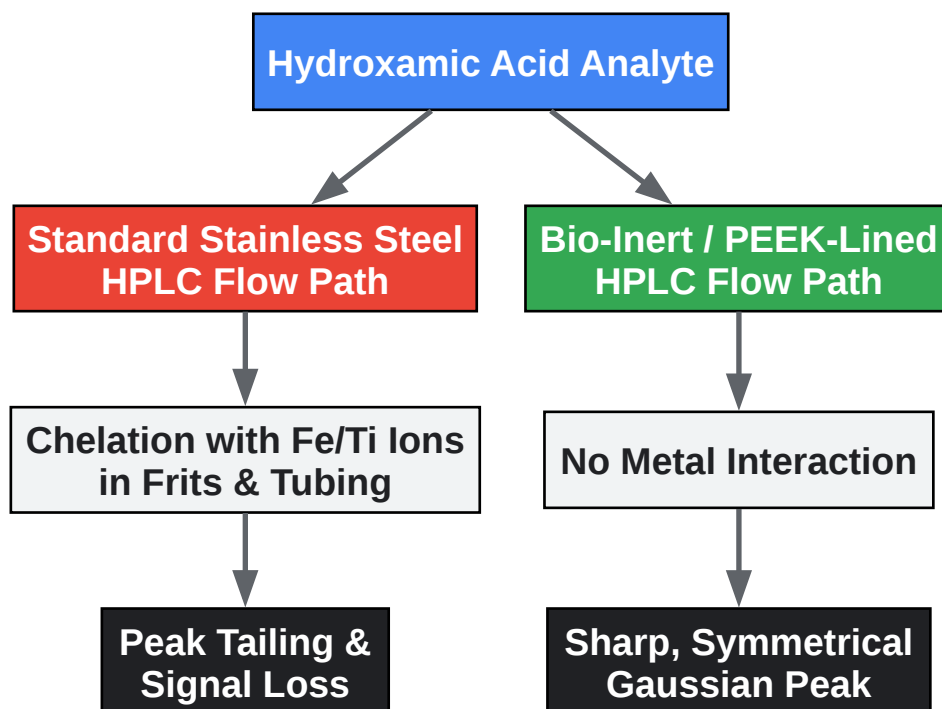 Hydroxamic Acid Analyte
Standard Stainless Steel
HPLC Flow Path
Bio-Inert / PEEK-Lined
HPLC Flow Path
Chelation with Fe/Ti Ions
in Frits & Tubing
No Metal Interaction
Peak Tailing &
Signal Loss
Sharp, Symmetrical
Gaussian Peak